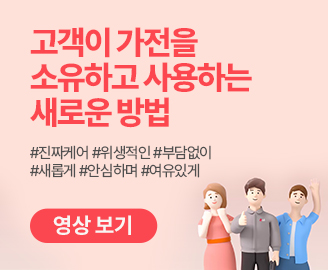 고객이 가전을
소유하고 사용하는
새로운 방법
#진짜케어 #위생적인 #부담없이
#새롭게 #안심하며 #여유있게
영상 보기